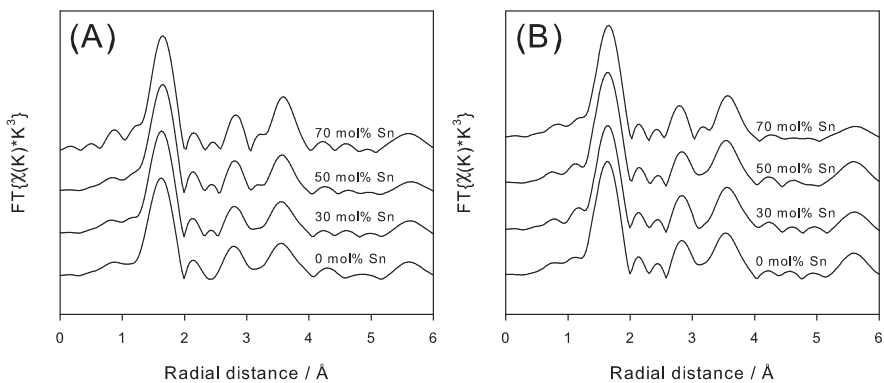 (A)
FT{χ(K)*K³}
70 mol% Sn
50 mol% Sn
30 mol% Sn
0 mol% Sn
0 1 2 3 4 5 6
Radial distance / Å
(B)
FT{χ(K)*K³}
70 mol% Sn
50 mol% Sn
30 mol% Sn
0 mol% Sn
0 1 2 3 4 5 6
Radial distance / Å